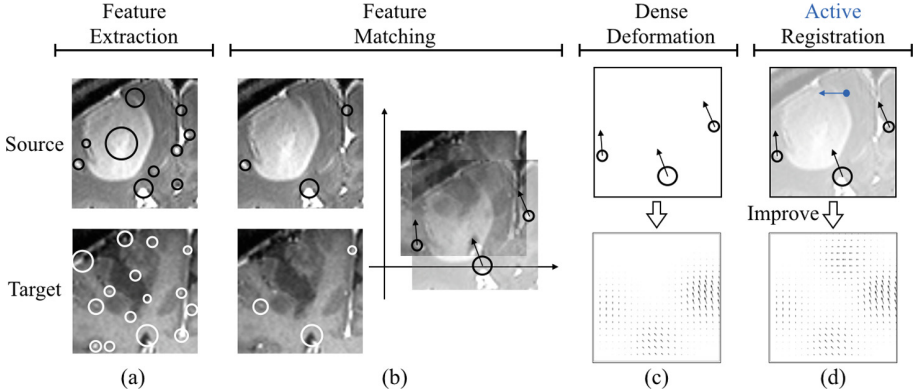 Feature
Extraction
Feature
Matching
Dense
Deformation
Active
Registration
Source
Improve
Target
(a)
(b)
(c)
(d)